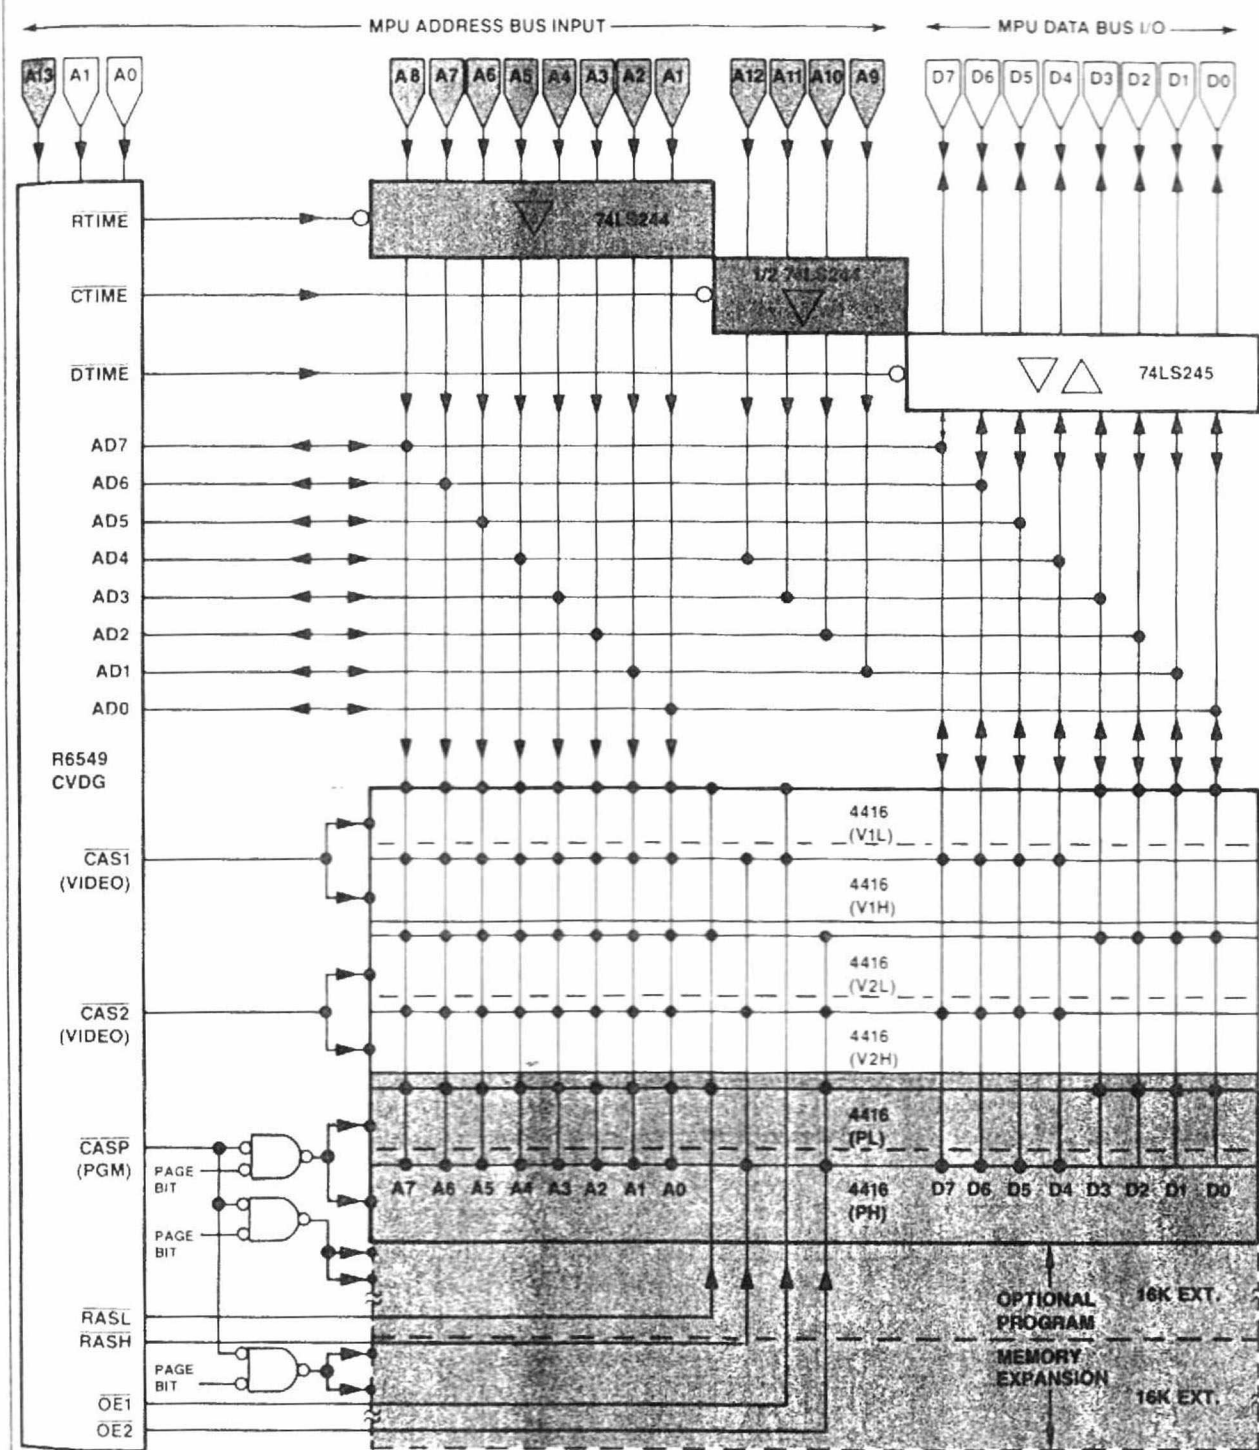 MPU ADDRESS BUS INPUT
MPU DATA BUS I/O
A13 A1 A0 A8 A7 A6 A5 A4 A3 A2 A1 A12 A11 A10 A9 D7 D6 D5 D4 D3 D2 D1 D0
RTIME
74LS244
CTIME
1/2 74LS244
DTIME
74LS245
AD7
AD6
AD5
AD4
AD3
AD2
AD1
AD0
R6549
CVDG
4416
(V1L)
CAS1
(VIDEO)
4416
(V1H)
4416
(V2L)
CAS2
(VIDEO)
4416
(V2H)
4416
(PL)
CASP
(PGM)
PAGE
BIT
A7 A6 A5 A4 A3 A2 A1 A0
4416
(PH)
D7 D6 D5 D4 D3 D2 D1 D0
PAGE
BIT
RASL
RASH
OPTIONAL
PROGRAM
16K EXT.
MEMORY
EXPANSION
16K EXT.
PAGE
BIT
OE1
OE2